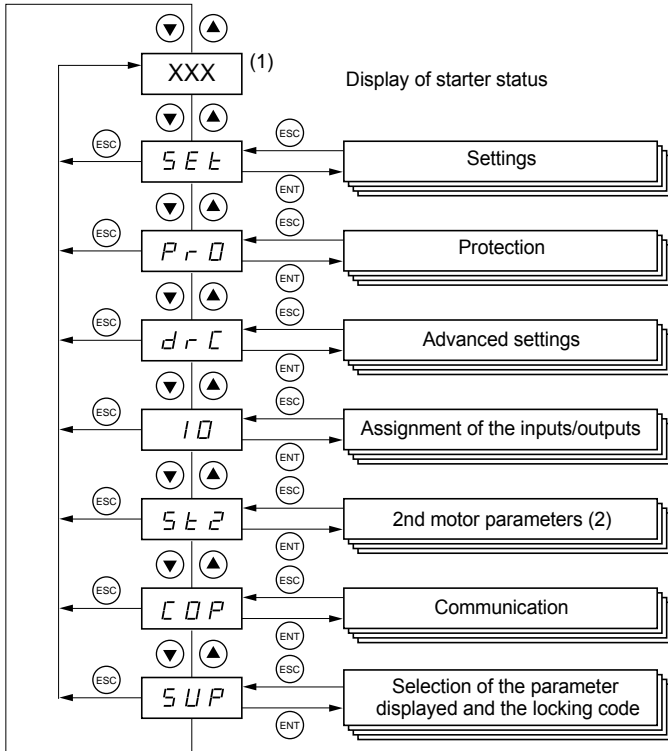 XXX
(1)
Display of starter status
ESC
ESC
SEt
Settings
ENT
ESC
ESC
PrO
Protection
ENT
ESC
ESC
drC
Advanced settings
ENT
ESC
ESC
IO
Assignment of the inputs/outputs
ENT
ESC
ESC
St2
2nd motor parameters (2)
ENT
ESC
ESC
COP
Communication
ENT
ESC
ESC
SUP
Selection of the parameter
displayed and the locking code
ENT